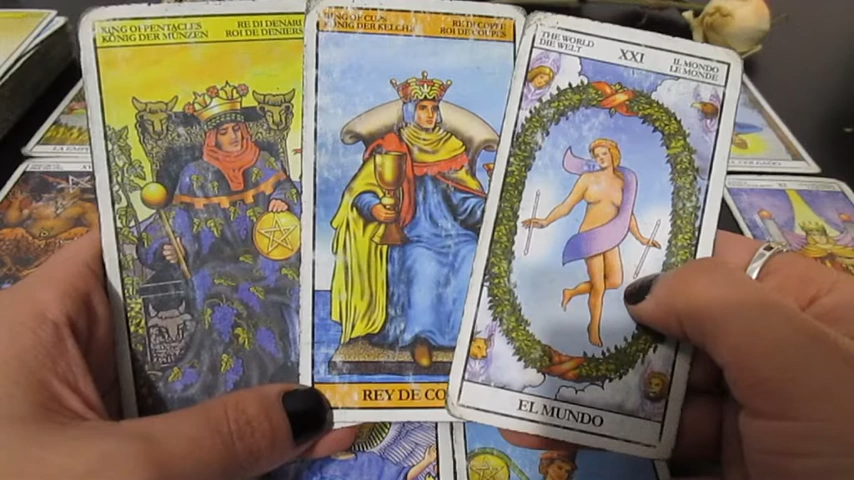 KING OF PENTACLES
KÖNIG DER MÜNZEN
RE DI DENARI
ROI DE DENIERS
KING OF CUPS
KÖNIG DER KELCHE
RE DI COPPE
ROI DE COUPES
REY DE CO
THE WORLD
DIE WELT
XXI
IL MONDO
LE MONDE
EL MUNDO
LA EMP